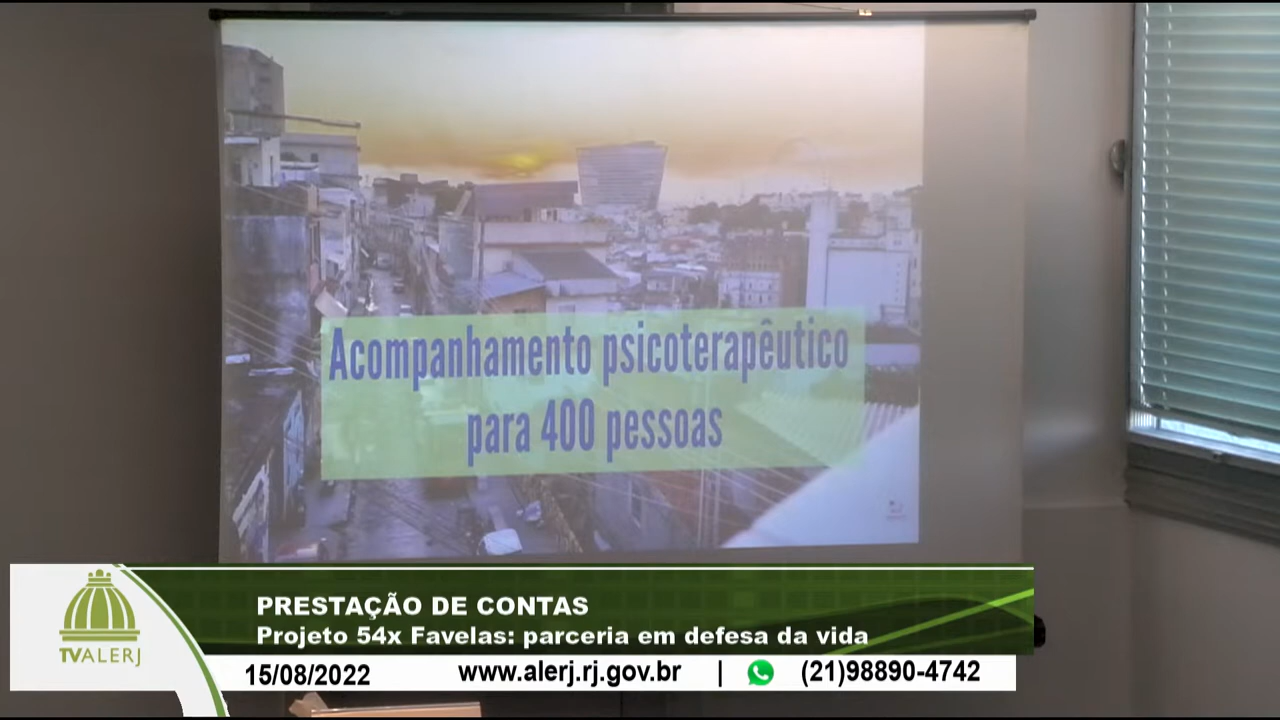 Acompanhamento psicoterapêutico
para 400 pessoas
PRESTAÇÃO DE CONTAS
Projeto 54x Favelas: parceria em defesa da vida
TVALERJ
15/08/2022 www.alerj.rj.gov.br | (21)98890-4742